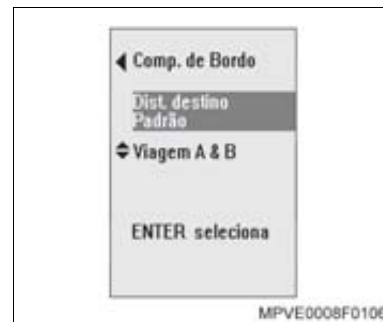 Comp. de Bordo
Dist. destino
Padrão
Viagem A & B
ENTER seleciona
MPVE0008F0106